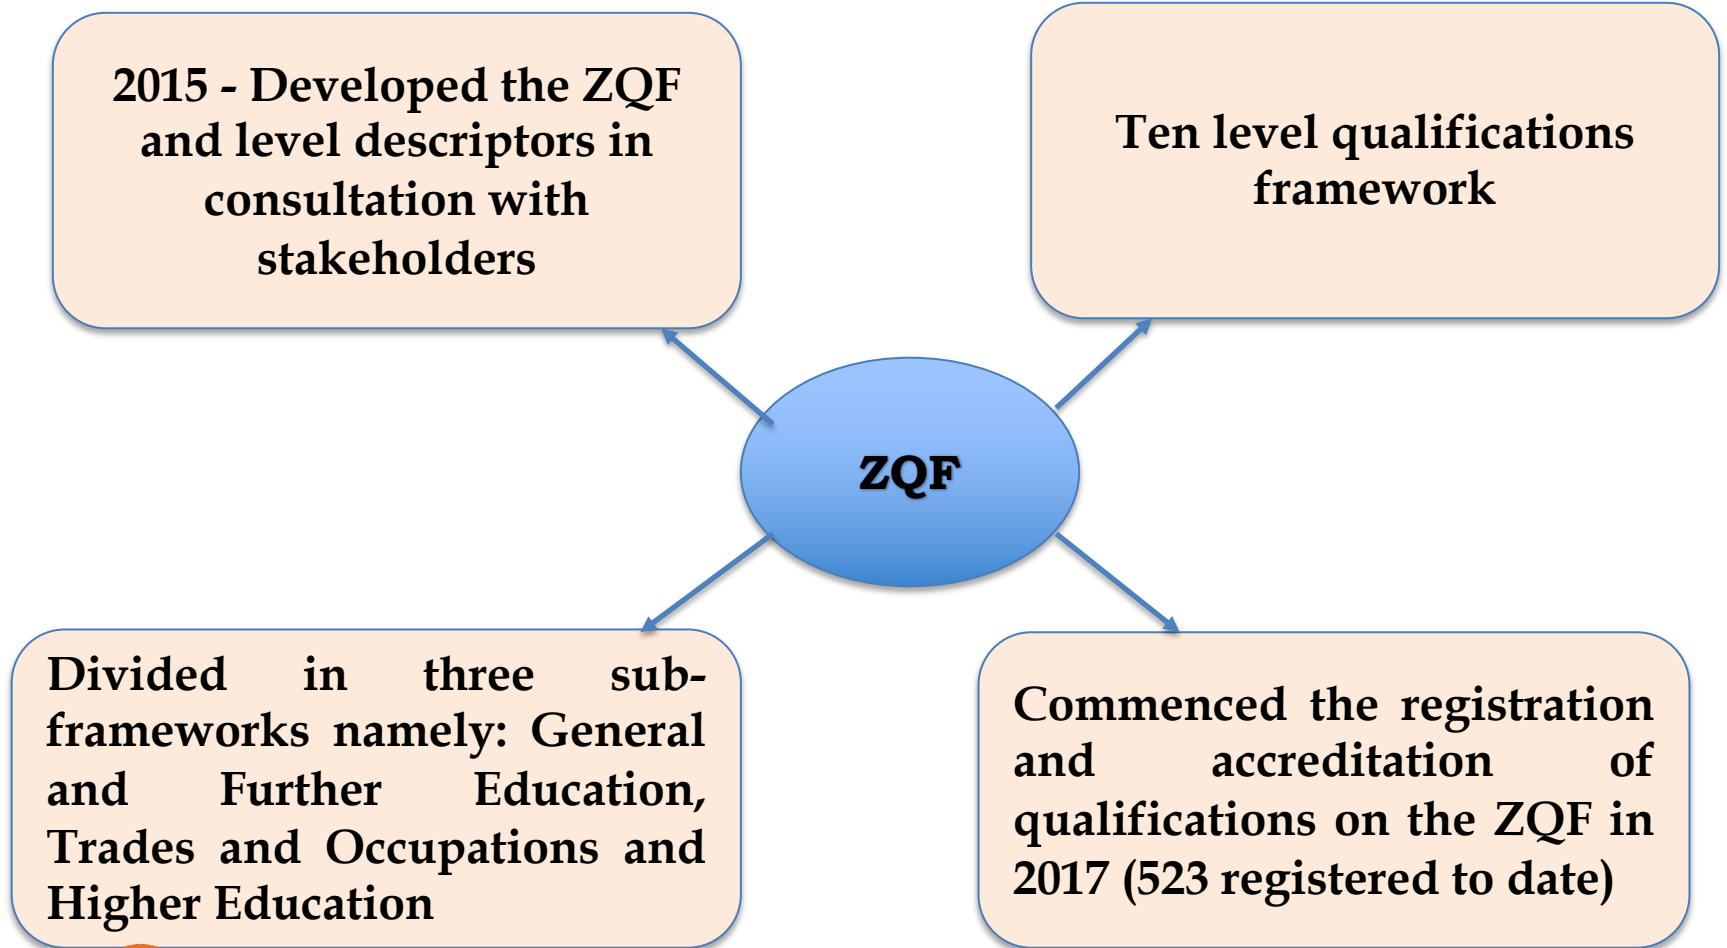 2015 - Developed the ZQF
and level descriptors in
consultation with
stakeholders
Ten level qualifications
framework
ZQF
Divided in three sub-
frameworks namely: General
and Further Education,
Trades and Occupations and
Higher Education
Commenced the registration
and accreditation of
qualifications on the ZQF in
2017 (523 registered to date)